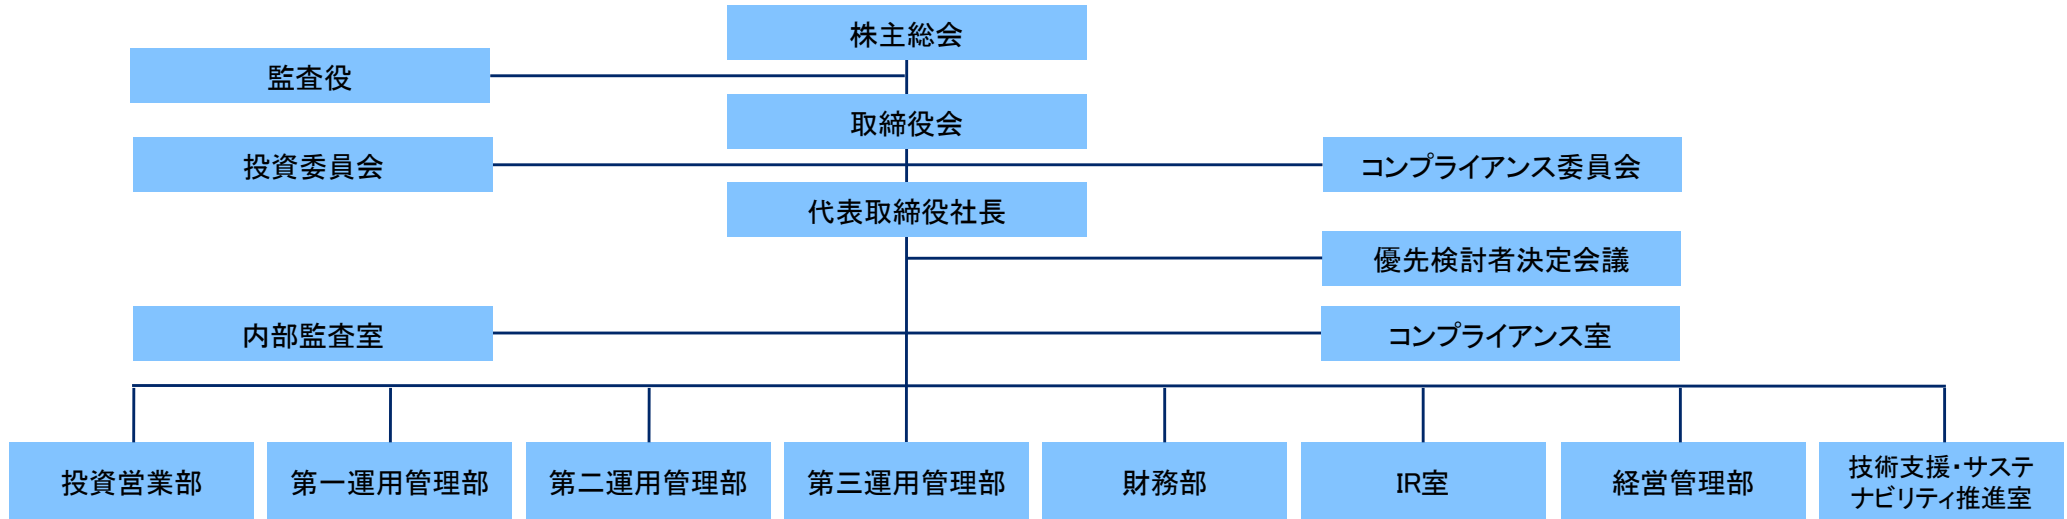 株主総会
監査役
取締役会
投資委員会
コンプライアンス委員会
代表取締役社長
優先検討者決定会議
内部監査室
コンプライアンス室
投資営業部
第一運用管理部
第二運用管理部
第三運用管理部
財務部
IR室
経営管理部
技術支援・サステ
ナビリティ推進室